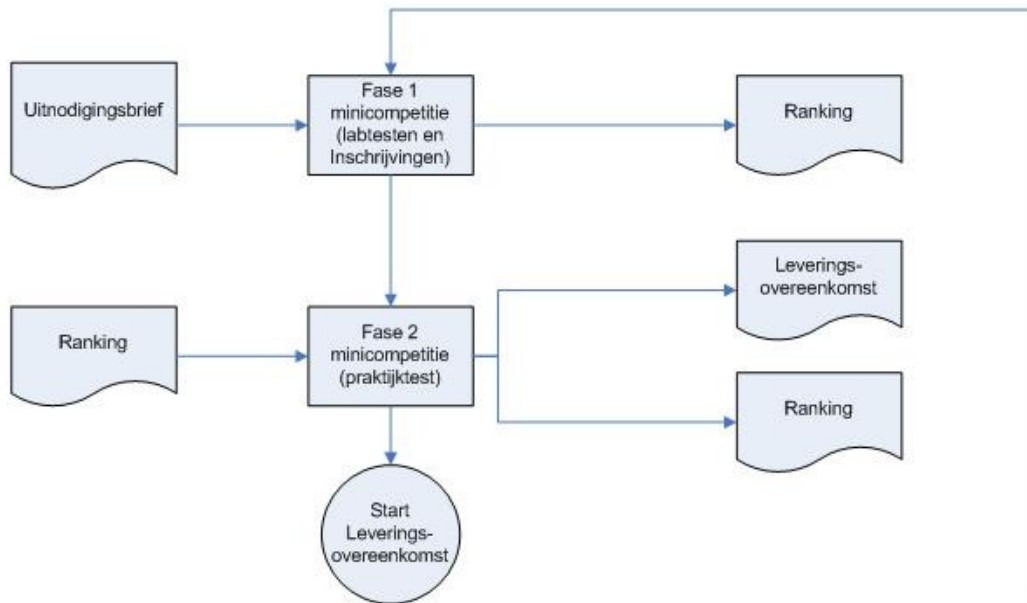 Uitnodigingsbrief
Fase 1
minicompetitie
(labtesten en
Inschrijvingen)
Ranking
Leverings-
overeenkomst
Ranking
Fase 2
minicompetitie
(praktijktest)
Ranking
Start
Leverings-
overeenkomst